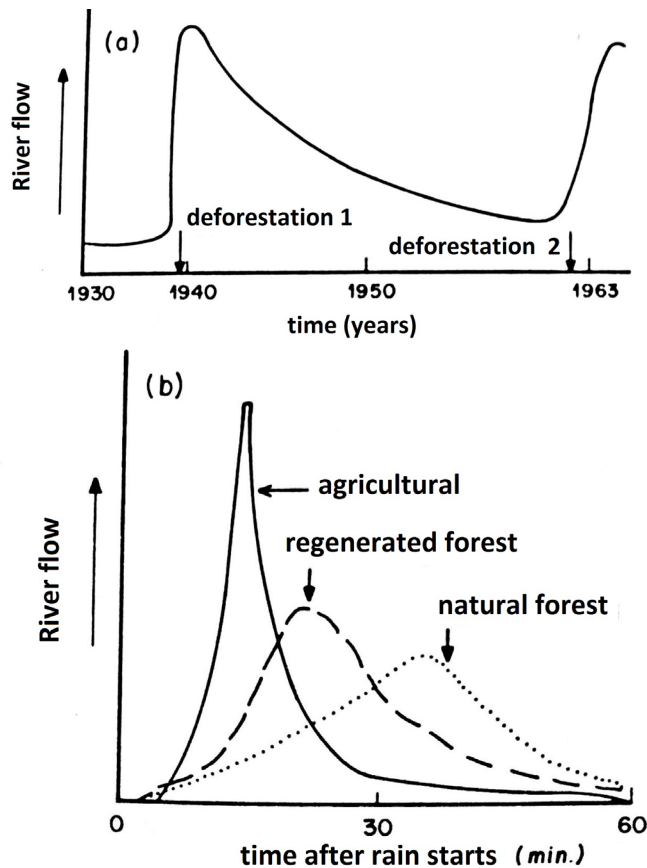 (a)
River flow
deforestation 1
deforestation 2
1930 1940 1950 1963
time (years)
(b)
River flow
agricultural
regenerated forest
natural forest
0 30 60
time after rain starts (min.)